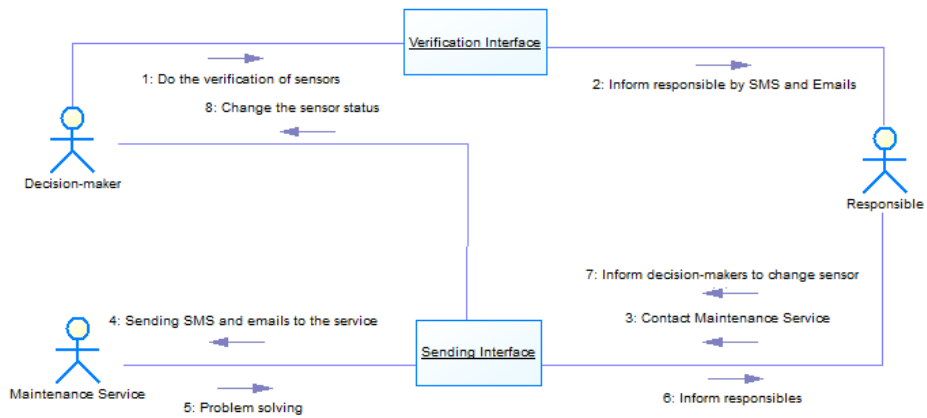 Verification Interface
1: Do the verification of sensors
2: Inform responsible by SMS and Emails
8: Change the sensor status
Decision-maker
Responsible
7: Inform decision-makers to change sensor
4: Sending SMS and emails to the service
3: Contact Maintenance Service
Sending Interface
Maintenance Service
5: Problem solving
6: Inform responsibles